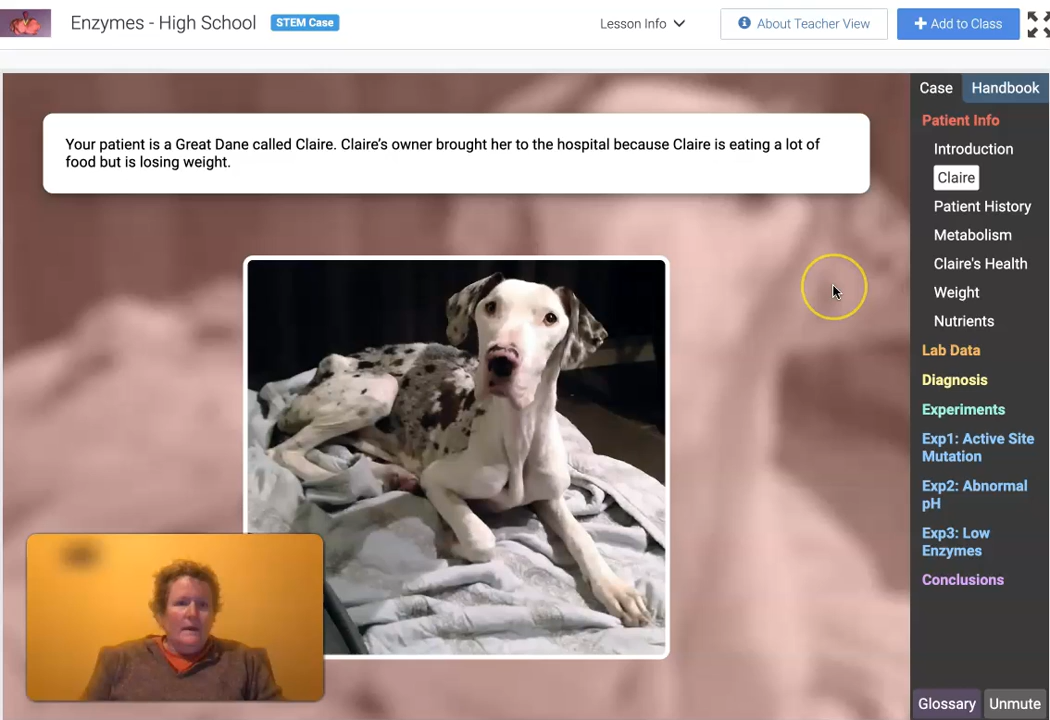 Enzymes - High School
STEM Case
Lesson Info
About Teacher View
Add to Class
Your patient is a Great Dane called Claire. Claire’s owner brought her to the hospital because Claire is eating a lot of
food but is losing weight.
Case
Handbook
Patient Info
Introduction
Claire
Patient History
Metabolism
Claire's Health
Weight
Nutrients
Lab Data
Diagnosis
Experiments
Exp1: Active Site
Mutation
Exp2: Abnormal
pH
Exp3: Low
Enzymes
Conclusions
Glossary
Unmute